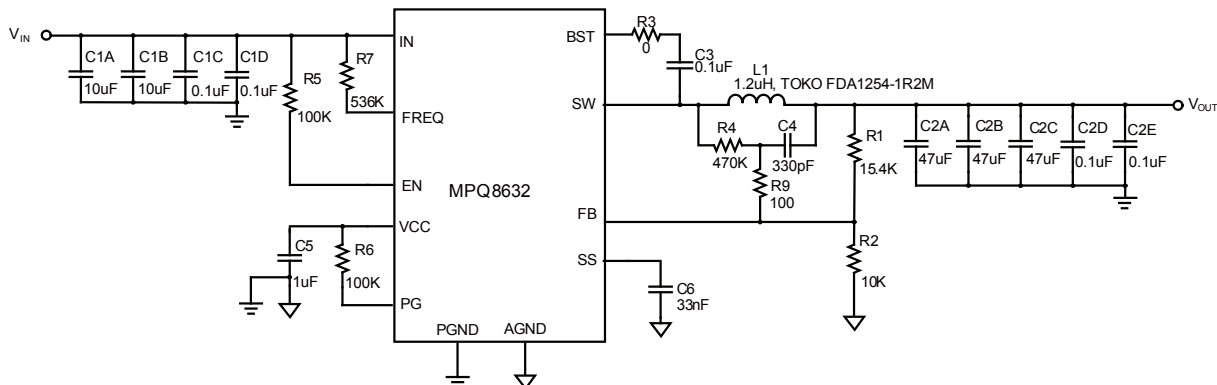 V_IN
C1A
10uF
C1B
10uF
C1C
0.1uF
C1D
0.1uF
R5
100K
R7
536K
IN
FREQ
EN
VCC
PG
C5
1uF
R6
100K
MPQ8632
PGND
AGND
BST
SW
FB
SS
R3
0
C3
0.1uF
L1
1.2uH, TOKO FDA1254-1R2M
R4
470K
C4
330pF
R9
100
R1
15.4K
R2
10K
C6
33nF
C2A
47uF
C2B
47uF
C2C
47uF
C2D
0.1uF
C2E
0.1uF
V_OUT